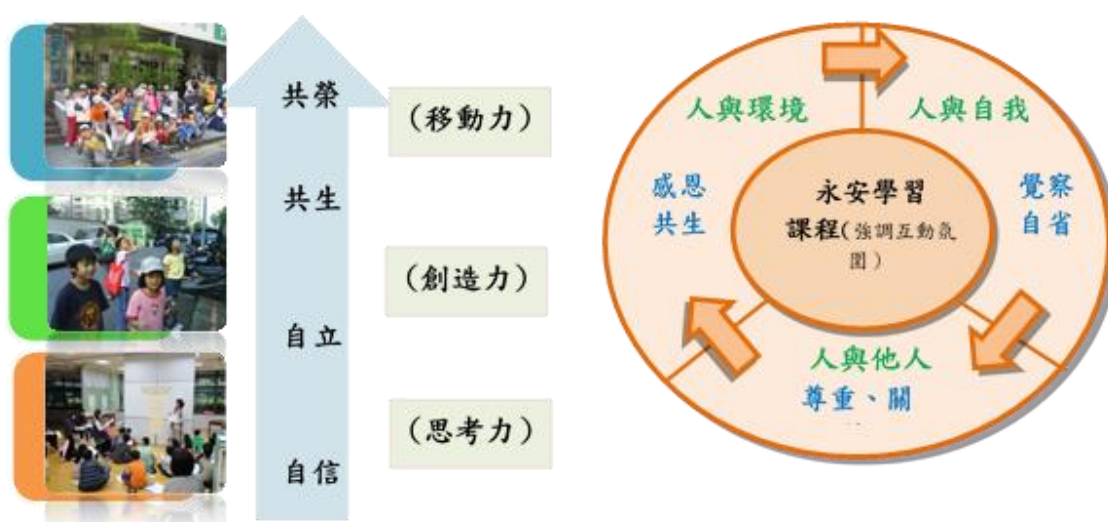 共榮
共生
自立
自信
（移動力）
（創造力）
（思考力）
人與環境
感恩
共生
人與自我
覺察
自省
永安學習
課程(強調互動氛
圍)
人與他人
尊重、關